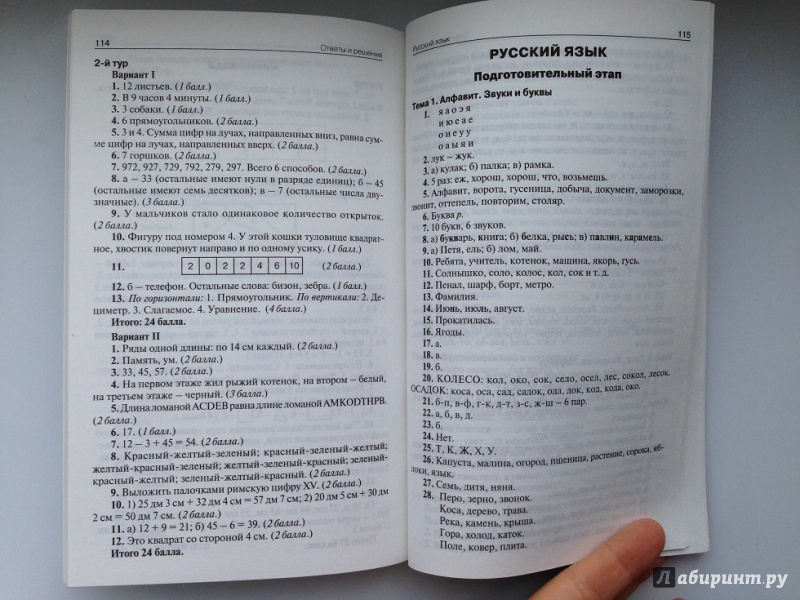 114
Ответы и решения
2-й тур
Вариант I
1. 12 листьев. (1 балл.)
2. В 9 часов 4 минуты. (1 балл.)
3. 3 собаки. (1 балл.)
4. 6 прямоугольников. (2 балла.)
5. 3 и 4. Сумма цифр на лучах, направленных вниз, равна сум-
ме цифр на лучах, направленных вверх. (2 балла.)
6. 7 горшков. (2 балла.)
7. 972, 927, 729, 792, 279, 297. Всего 6 способов. (2 балла.)
8. а – 33 (остальные имеют нули в разряде единиц); б – 45
(остальные имеют семь десятков); в – 7 (остальные числа дву-
значные). (3 балла.)
9. У мальчиков стало одинаковое количество открыток.
(2 балла.)
10. Фигуру под номером 4. У этой кошки туловище квадрат-
ное, хвостик повернут направо и по одному усику. (1 балл.)
11. 2 0 2 2 4 6 10 (2 балла.)
12. б – телефон. Остальные слова: бизон, зебра. (1 балл.)
13. По горизонтали: 1. Прямоугольник. По вертикали: 2. Де-
циметр. 3. Слагаемое. 4. Уравнение. (4 балла.)
Итого: 24 балла.
Вариант II
1. Ряды одной длины: по 14 см каждый. (2 балла.)
2. Память, ум. (2 балла.)
3. 33, 45, 57. (2 балла.)
4. На первом этаже жил рыжий котенок, на втором – белый,
на третьем этаже – черный. (3 балла.)
5. Длина ломаной ACDEB равна длине ломаной AMKODTHPB.
(2 балла.)
6. 17. (1 балл.)
7. 12 – 3 + 45 = 54. (2 балла.)
8. Красный-желтый-зеленый; красный-зеленый-желтый;
желтый-красный-зеленый; желтый-зеленый-красный; зеленый-
красный-желтый; зеленый-желтый-красный. (2 балла.)
9. Выложить палочками римскую цифру XV. (2 балла.)
10. 1) 25 дм 3 см + 32 дм 4 см = 57 дм 7 см; 2) 20 дм 5 см + 30 дм
2 см = 50 дм 7 см. (2 балла.)
11. а) 12 + 9 = 21; б) 45 – 6 = 39. (2 балла.)
12. Это квадрат со стороной 4 см. (2 балла.)
Итого 24 балла.
Русский язык
115
РУССКИЙ ЯЗЫК
Подготовительный этап
Тема 1. Алфавит. Звуки и буквы
1. я а о э я
и ю е а е
о и е у у
о а ы я и
2. лук – жук.
3. а) кулак; б) палка; в) рамка.
4. 5 раз: еж, хорош, хорош, что, возьмешь.
5. Алфавит, ворота, гусеница, добыча, документ, заморозки,
звонит, оттепель, повторим, столяр.
6. Буква р.
7. 10 букв, 6 звуков.
8. а) букварь, книга; б) белка, рысь; в) павлин, карамель.
9. а) Петя, ель; б) лом, май.
10. Ребята, учитель, котенок, машина, якорь, гусь.
11. Солнышко, соло, колос, кол, сок и т. д.
12. Пенал, шарф, борт, метро.
13. Фамилия.
14. Июнь, июль, август.
15. Прокатилась.
16. Ягоды.
17. а.
18. в.
19. б.
20. КОЛЕСО: кол, око, сок, село, осел, лес, сокол, лесок.
ОСАДОК: коса, оса, сад, садок, ода, док, код, кода, око.
21. б-п, в-ф, г-к, д-т, з-с, ж-ш – 6 пар.
22. а, б, в, д.
23. б.
24. Нет.
25. Т, К, Ж, Х, У.
26. Капуста, малина, огород, пшеница, растение, сорока, яб-
локи, язык.
27. Семь, дитя, няня.
28. Перо, зерно, звонок.
Коса, дерево, трава.
Река, камень, крыша.
Гора, холод, каток.
Поле, ковер, плита.
Лабиринт.ру